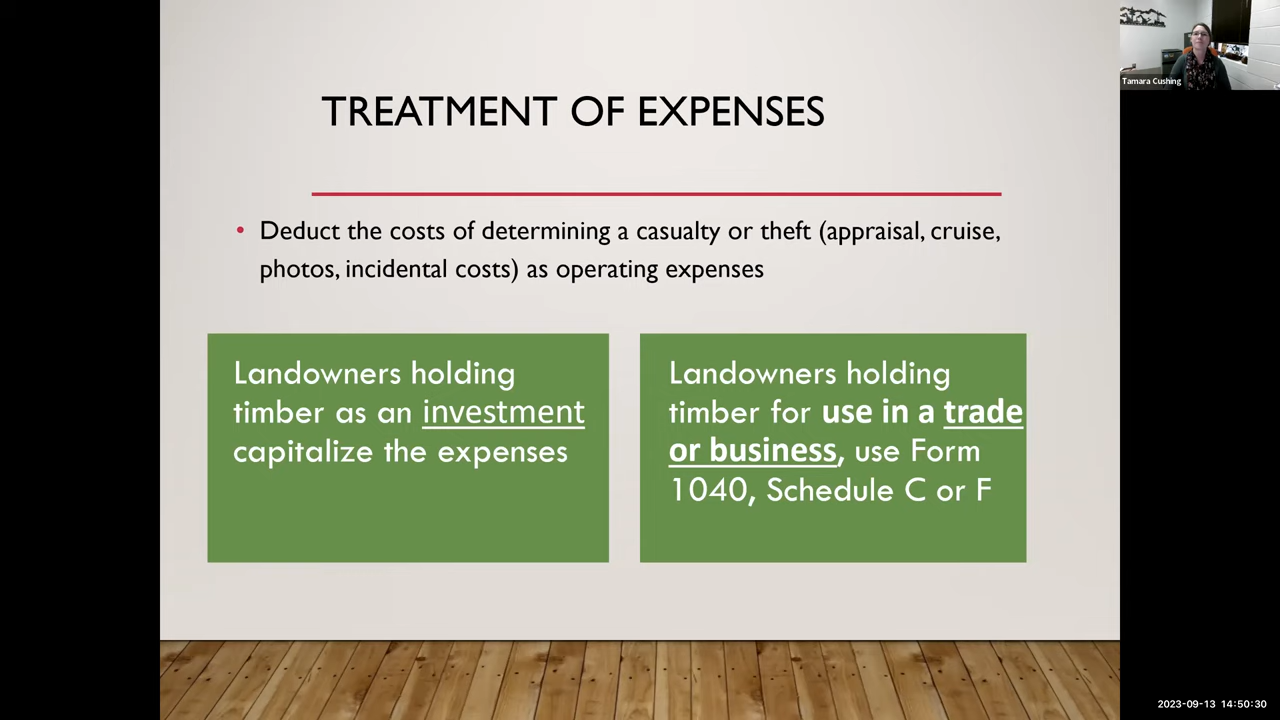 TREATMENT OF EXPENSES
• Deduct the costs of determining a casualty or theft (appraisal, cruise,
photos, incidental costs) as operating expenses
Landowners holding
timber as an investment
capitalize the expenses
Landowners holding
timber for use in a trade
or business, use Form
1040, Schedule C or F
Tamara Cushing
2023-09-13 14:50:30